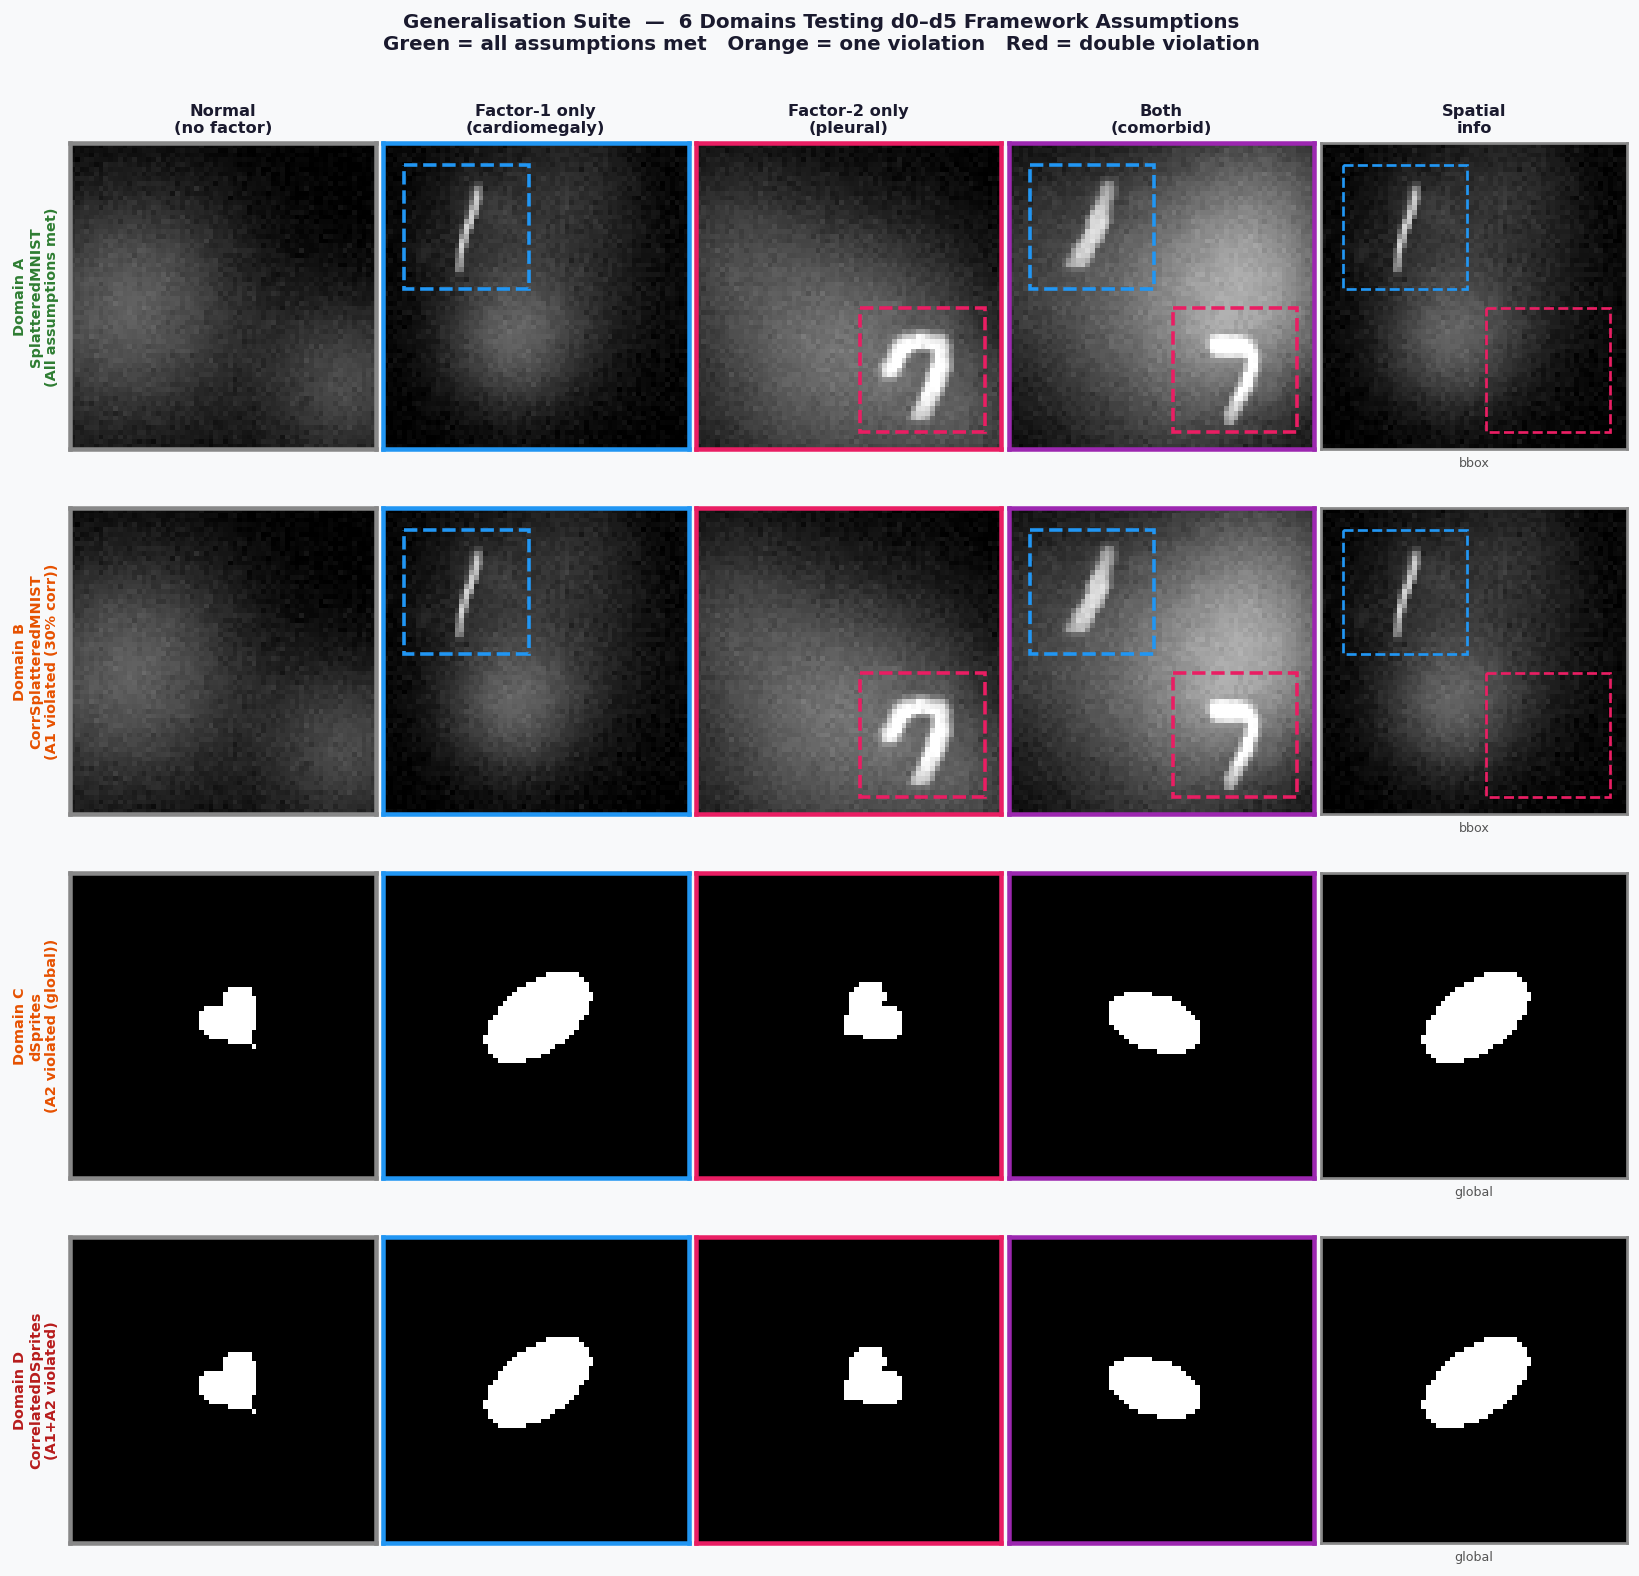 Generalisation Suite — 6 Domains Testing d0–d5 Framework Assumptions
Green = all assumptions met Orange = one violation Red = double violation
Normal
(no factor)
Factor-1 only
(cardiomegaly)
Factor-2 only
(pleural)
Both
(comorbid)
Spatial
info
Domain A
SplatteredMNIST
(All assumptions met)
bbox
Domain B
CorrSplatteredMNIST
(A1 violated (30% corr))
bbox
Domain C
dSprites
(A2 violated (global))
global
Domain D
CorrelatedDSprites
(A1+A2 violated)
global